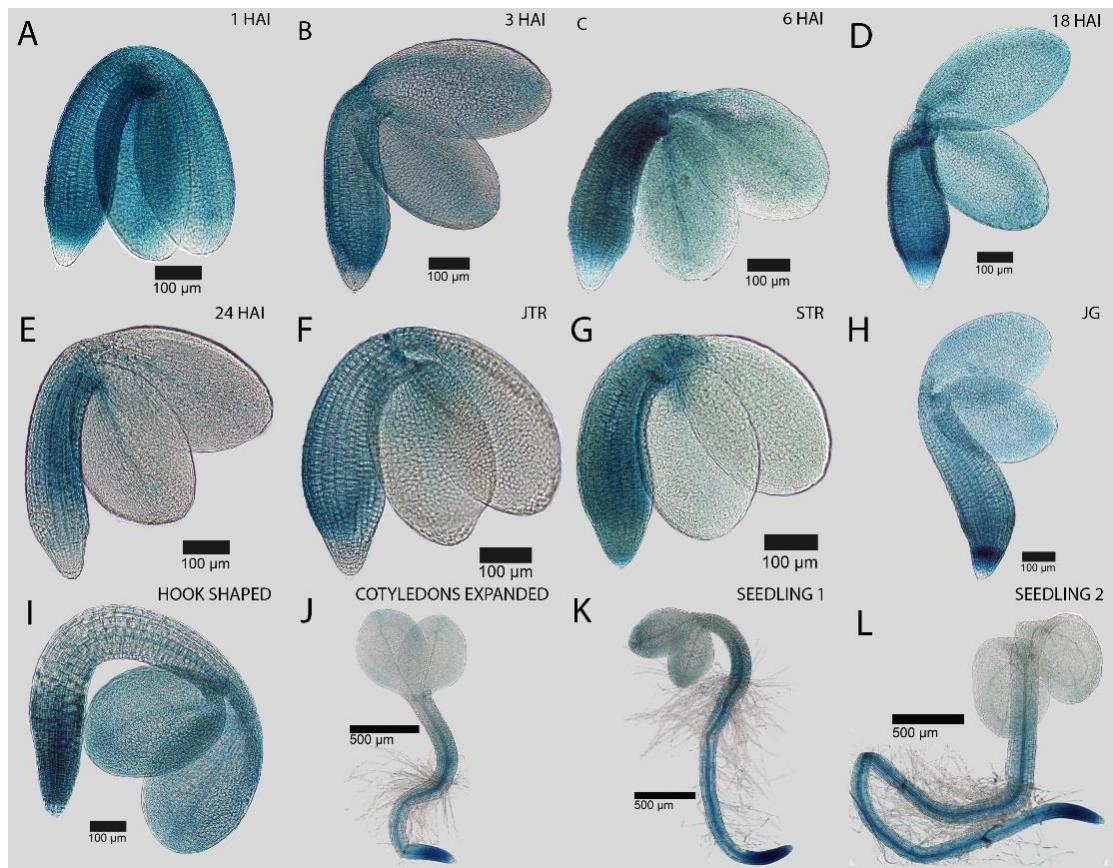 A
1 HAI
100 µm
B
3 HAI
100 µm
C
6 HAI
100 µm
D
18 HAI
100 µm
E
24 HAI
100 µm
F
JTR
100 µm
G
STR
100 µm
H
JG
100 µm
I
HOOK SHAPED
100 µm
J
COTYLEDONS EXPANDED
500 µm
K
SEEDLING 1
500 µm
L
SEEDLING 2
500 µm